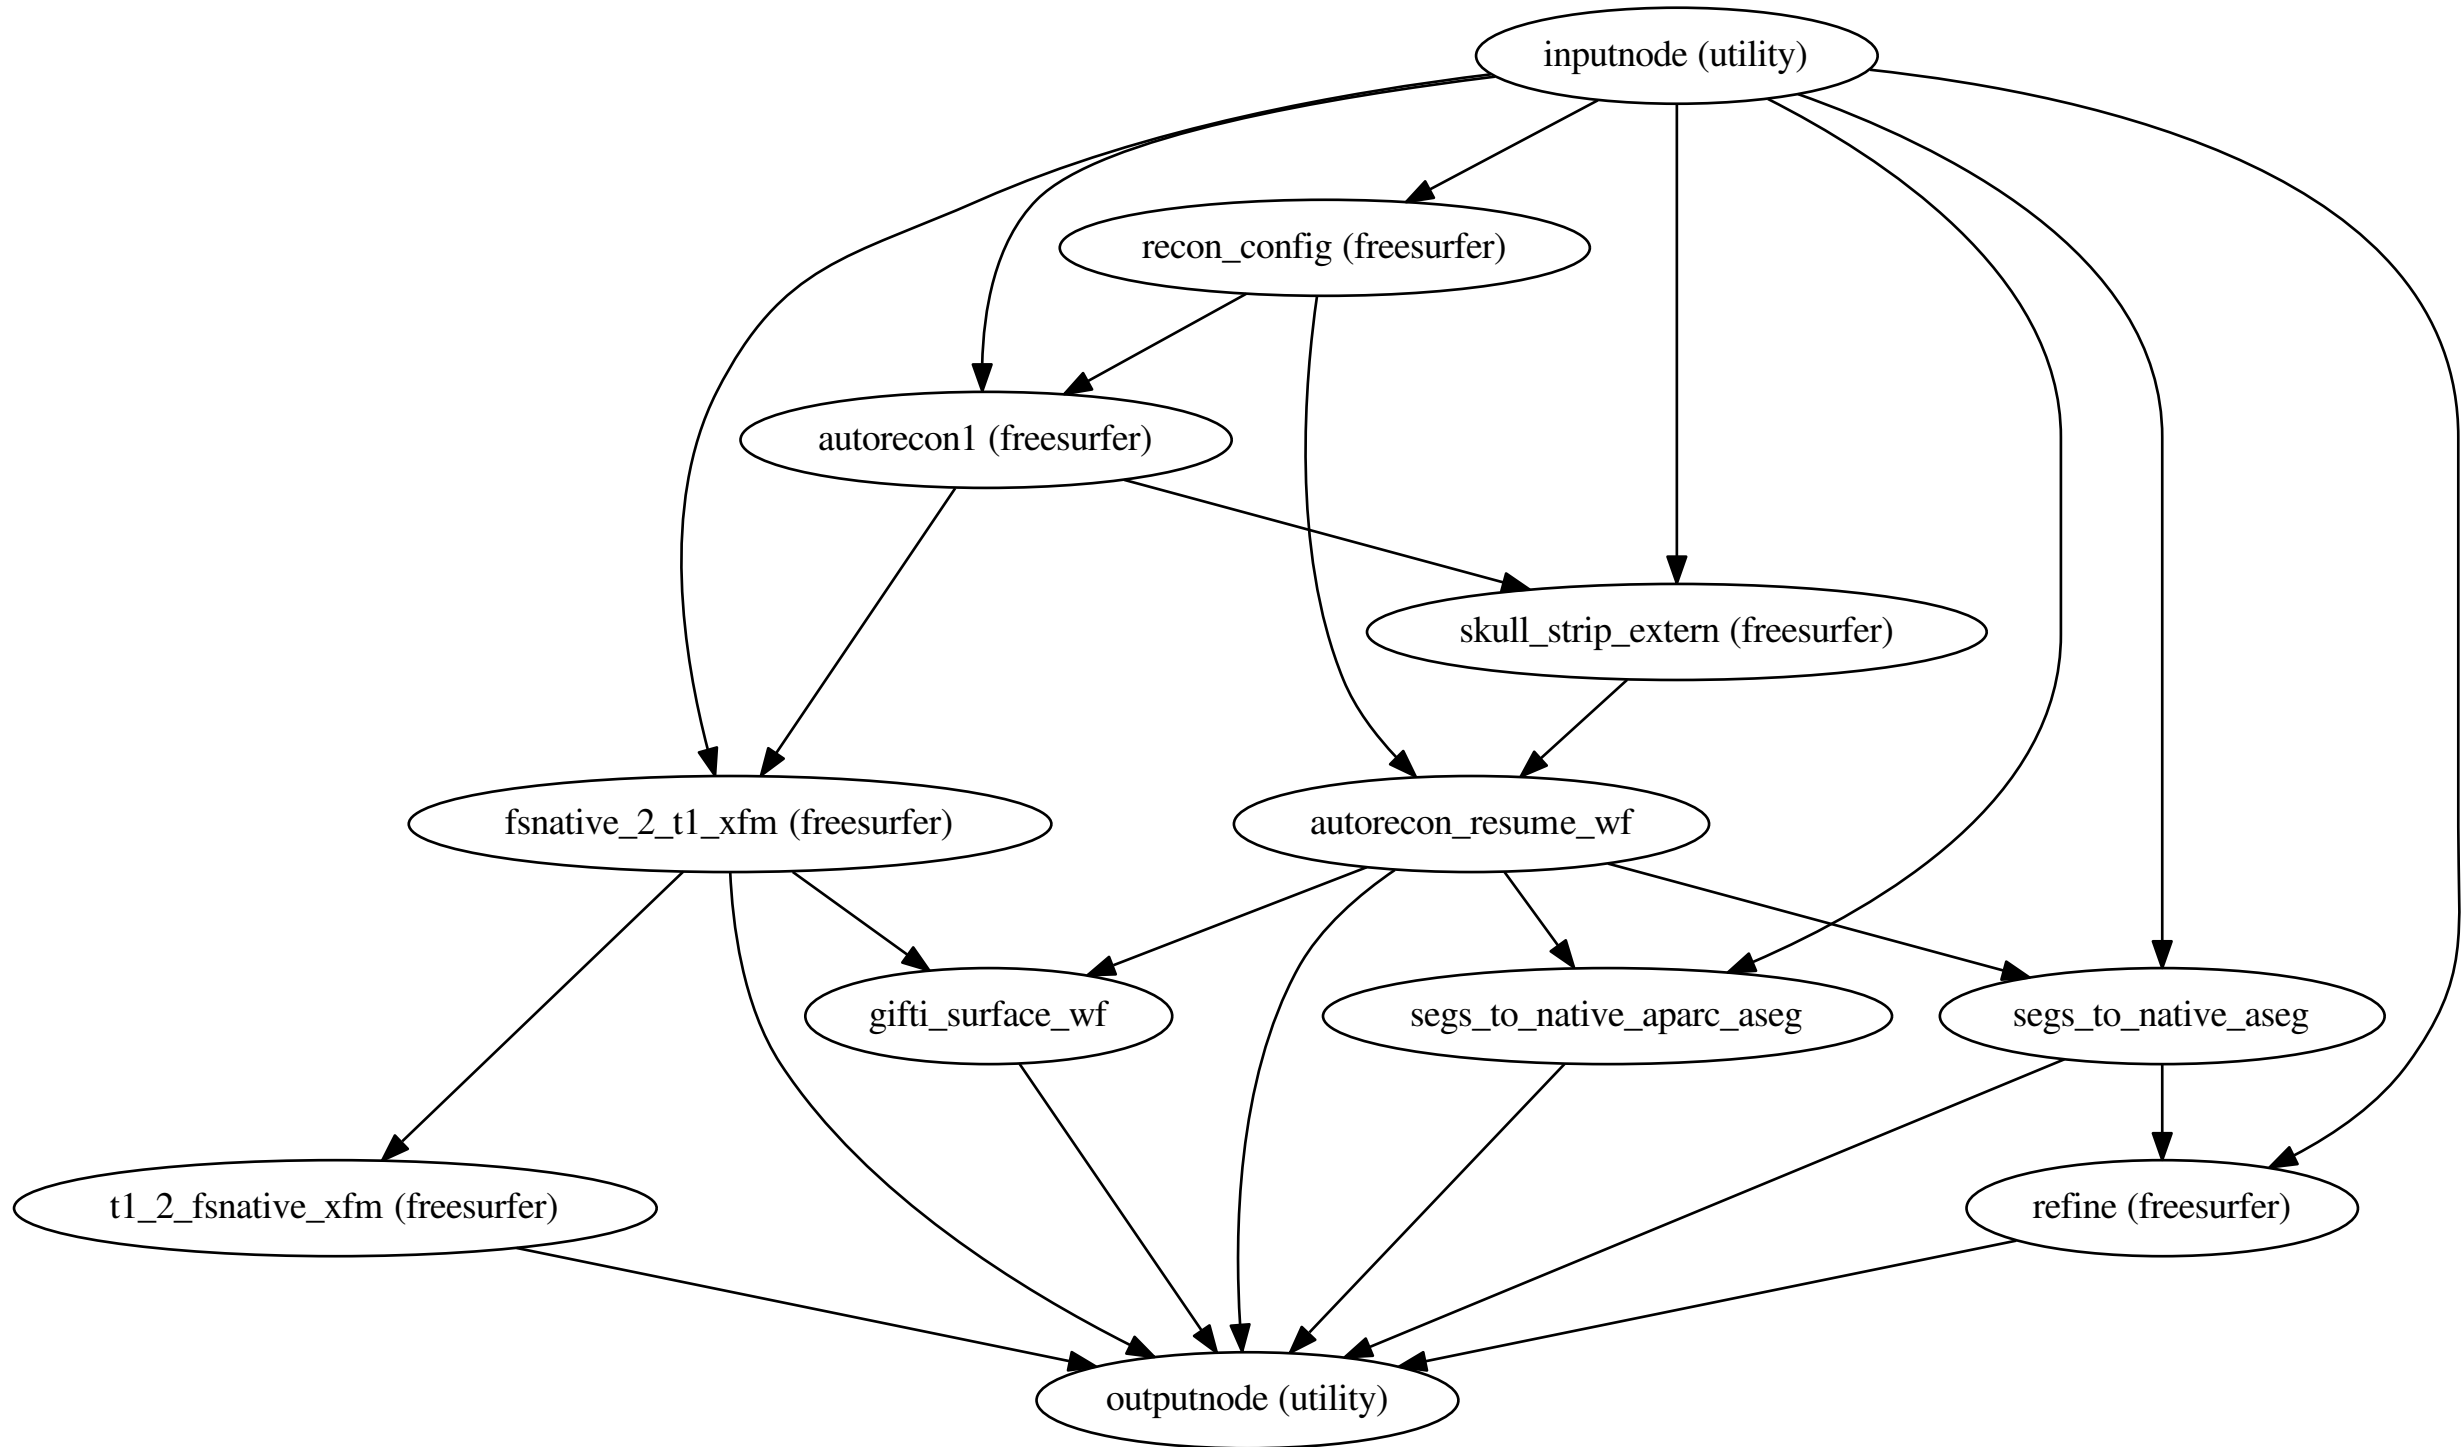 inputnode (utility)
recon_config (freesurfer)
autorecon1 (freesurfer)
skull_strip_extern (freesurfer)
fsnative_2_t1_xfm (freesurfer)
autorecon_resume_wf
gifti_surface_wf
segs_to_native_aparc_aseg
segs_to_native_aseg
t1_2_fsnative_xfm (freesurfer)
refine (freesurfer)
outputnode (utility)